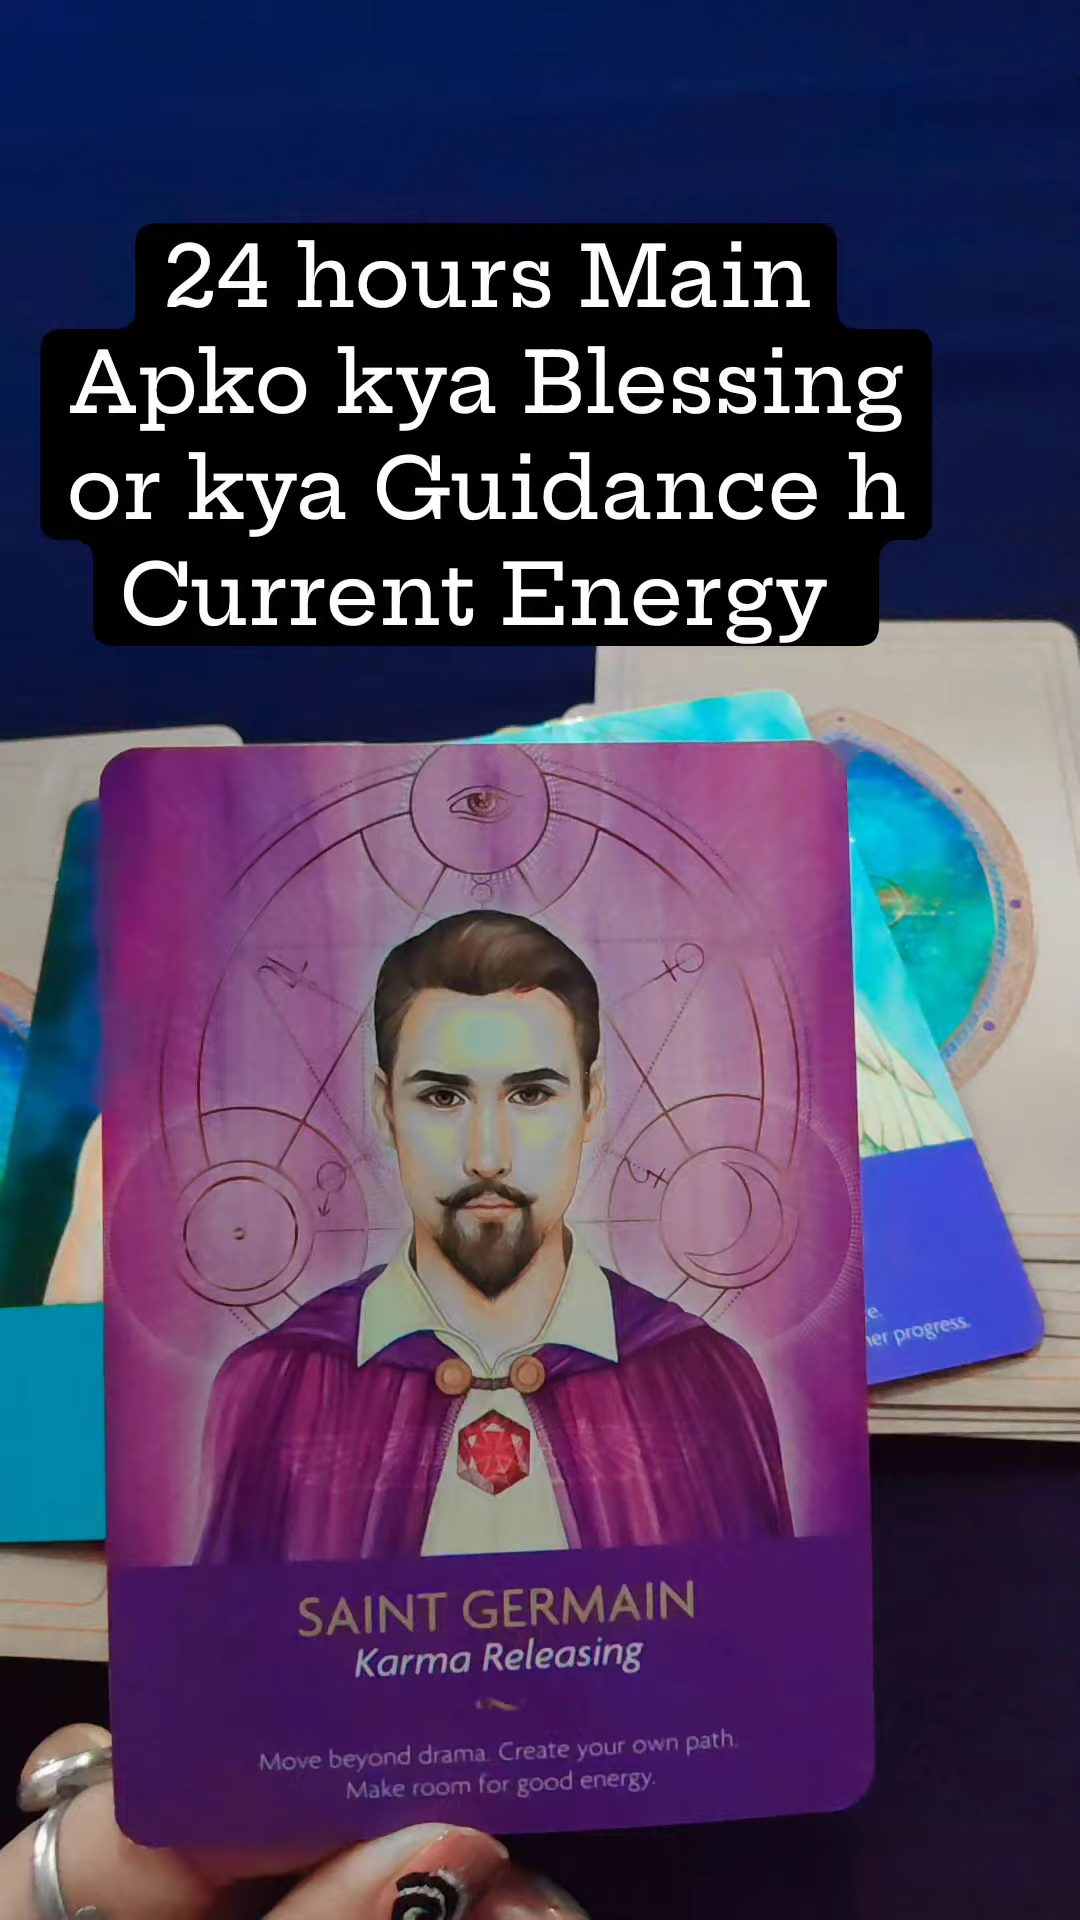 24 hours Main
Apko kya Blessing
or kya Guidance h
Current Energy
SAINT GERMAIN
Karma Releasing
Move beyond drama. Create your own path.
Make room for good energy.
progress.